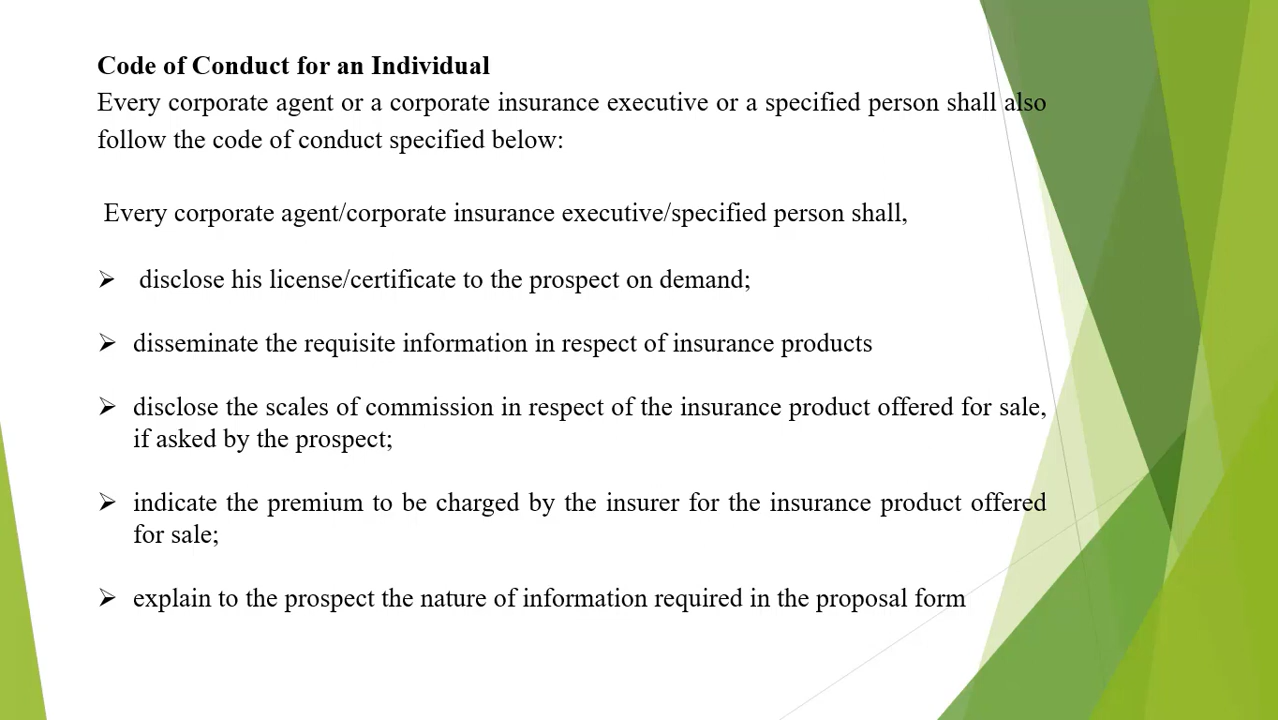 Code of Conduct for an Individual
Every corporate agent or a corporate insurance executive or a specified person shall also
follow the code of conduct specified below:
Every corporate agent/corporate insurance executive/specified person shall,
➢ disclose his license/certificate to the prospect on demand;
➢ disseminate the requisite information in respect of insurance products
➢ disclose the scales of commission in respect of the insurance product offered for sale,
if asked by the prospect;
➢ indicate the premium to be charged by the insurer for the insurance product offered
for sale;
➢ explain to the prospect the nature of information required in the proposal form